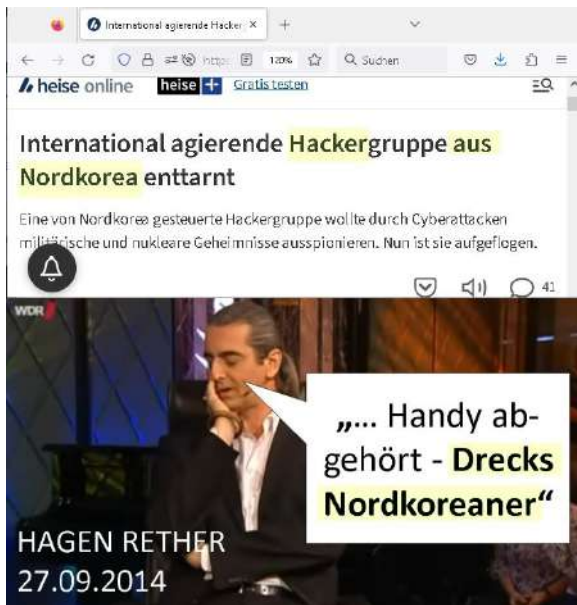 International agierende Hacker
120%
Suchen
heise online heise + Gratis testen
International agierende Hackergruppe aus
Nordkorea enttarnt
Eine von Nordkorea gesteuerte Hackergruppe wollte durch Cyberattacken
militärische und nukleare Geheimnisse ausspionieren. Nun ist sie aufgeflogen.
41
WDR
„... Handy ab-
gehört - Drecks
Nordkoreaner“
HAGEN RETHER
27.09.2014